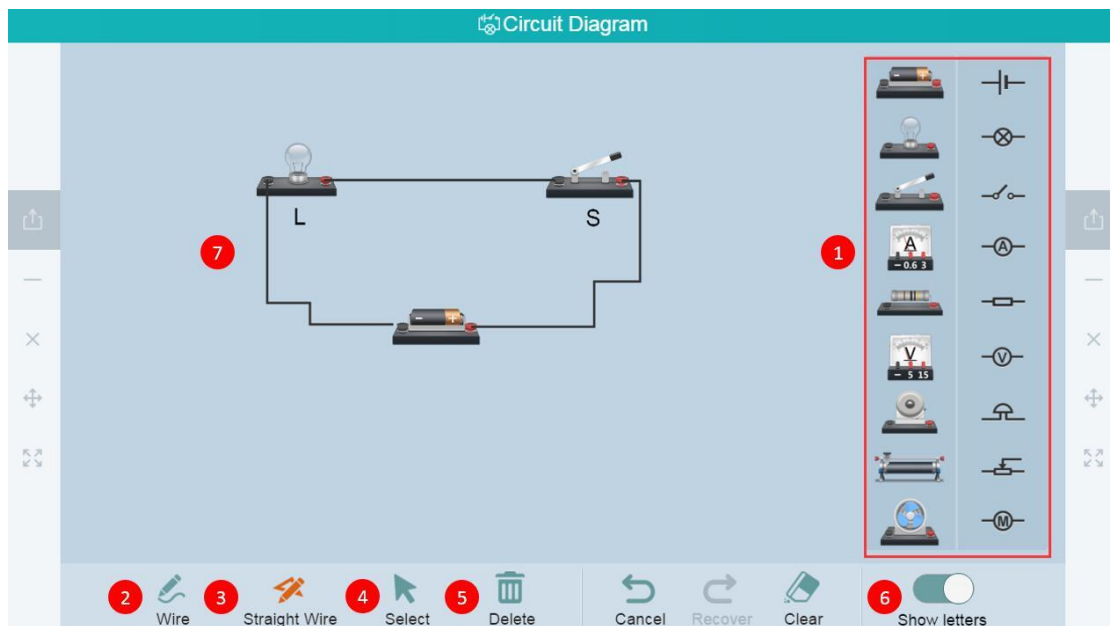 Circuit Diagram
L
S
7
1
A
- 0.6 3
A
V
- 5 15
V
M
2
Wire
3
Straight Wire
4
Select
5
Delete
Cancel
Recover
Clear
6
Show letters